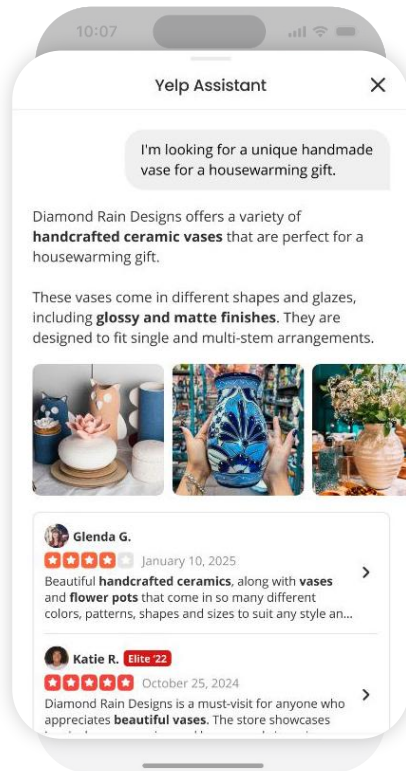 10:07
Yelp Assistant
I'm looking for a unique handmade
vase for a housewarming gift.
Diamond Rain Designs offers a variety of
handcrafted ceramic vases that are perfect for a
housewarming gift.
These vases come in different shapes and glazes,
including glossy and matte finishes. They are
designed to fit single and multi-stem arrangements.
Glenda G.
January 10, 2025
Beautiful handcrafted ceramics, along with vases
and flower pots that come in so many different
colors, patterns, shapes and sizes to suit any style an...
Katie R. Elite '22
October 25, 2024
Diamond Rain Designs is a must-visit for anyone who
appreciates beautiful vases. The store showcases